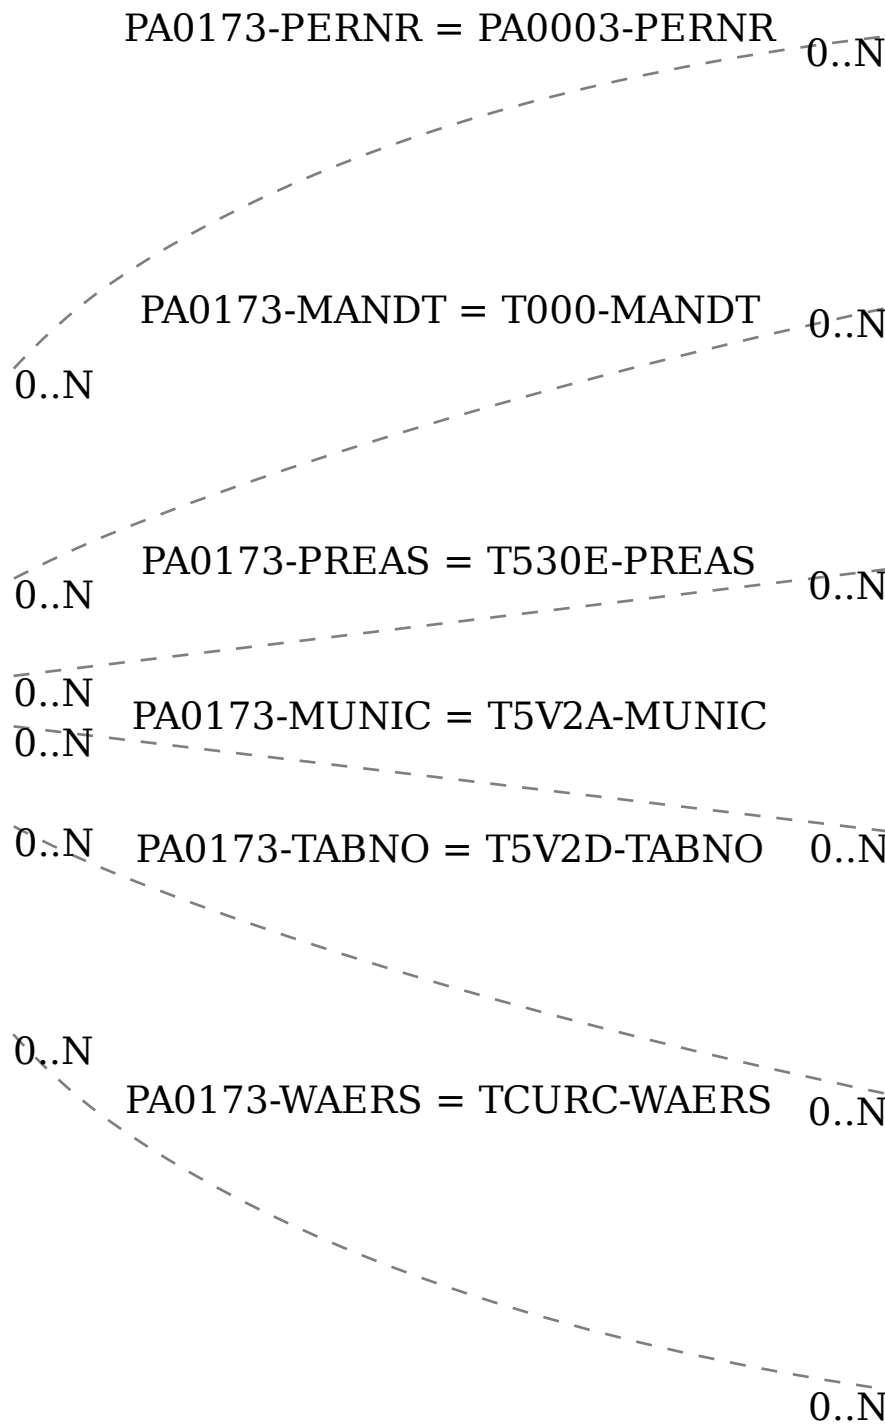 PA0173-PERNR = PA0003-PERNR
0..N
0..N
PA0173-MANDT = T000-MANDT
0..N
0..N
PA0173-PREAS = T530E-PREAS
0..N
0..N
PA0173-MUNIC = T5V2A-MUNIC
0..N
0..N
PA0173-TABNO = T5V2D-TABNO
0..N
0..N
PA0173-WAERS = TCURC-WAERS
0..N
0..N